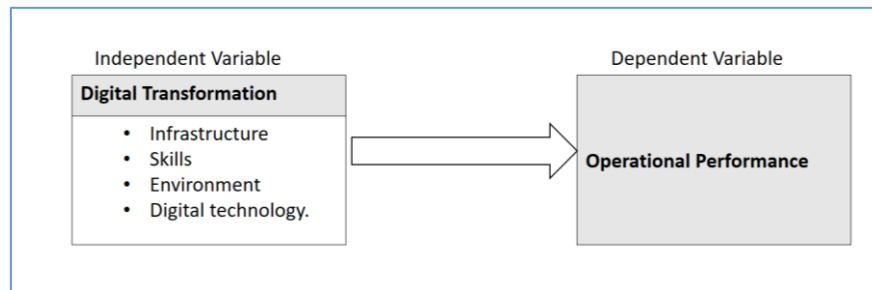 Independent Variable
Dependent Variable
Digital Transformation
• Infrastructure
• Skills
• Environment
• Digital technology.
Operational Performance